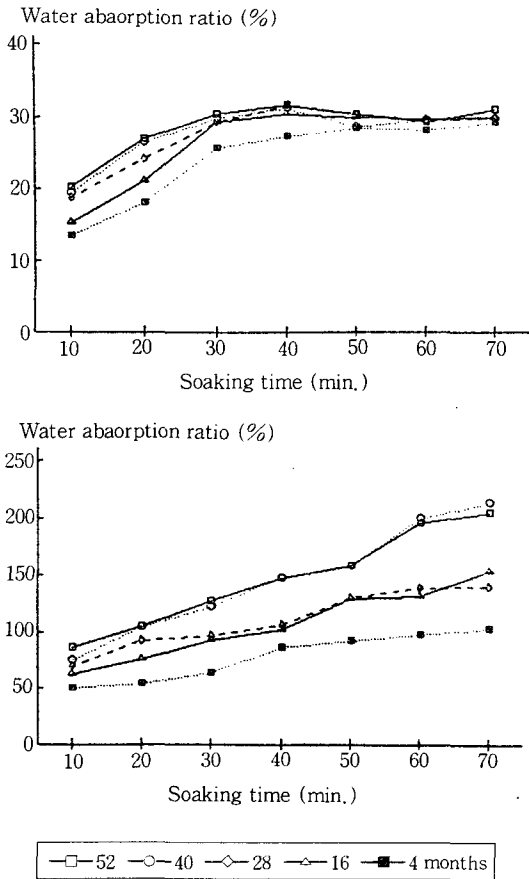 Water abaorption ratio (%)
40
30
20
10
0
10 20 30 40 50 60 70
Soaking time (min.)
Water abaorption ratio (%)
250
200
150
100
50
0
10 20 30 40 50 60 70
Soaking time (min.)
52 40 28 16 4 months